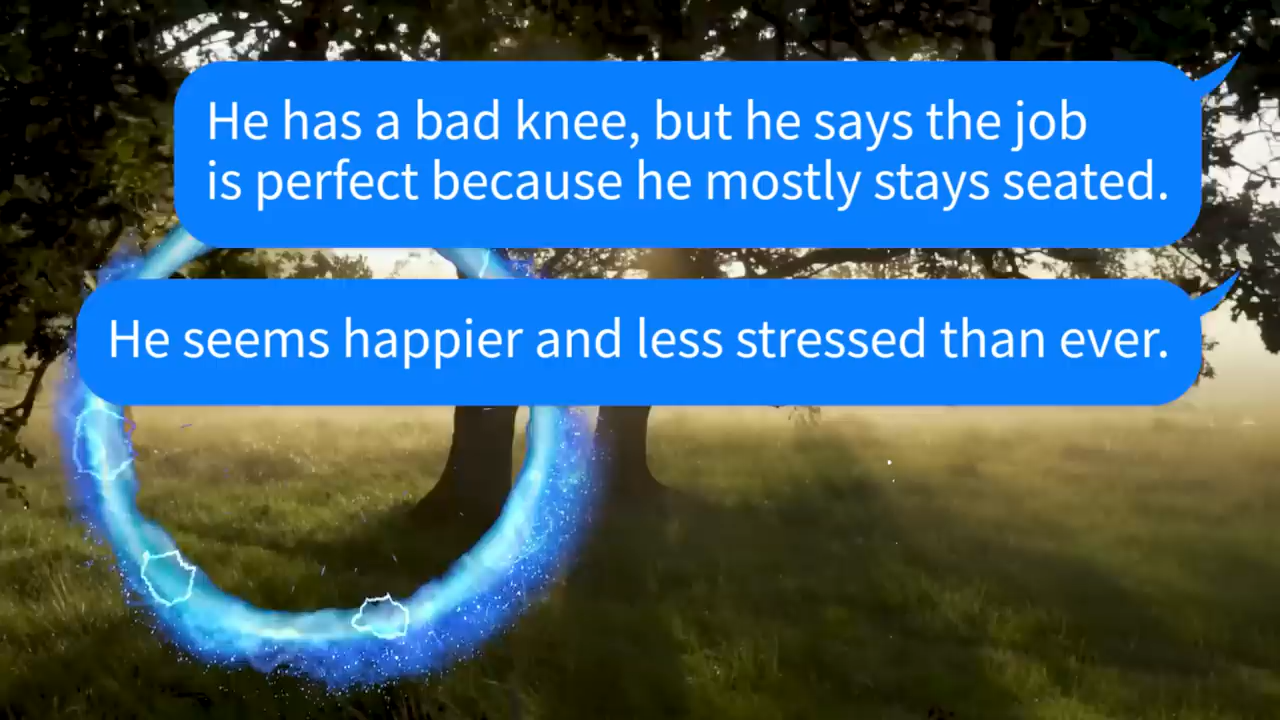 He has a bad knee, but he says the job
is perfect because he mostly stays seated.
He seems happier and less stressed than ever.